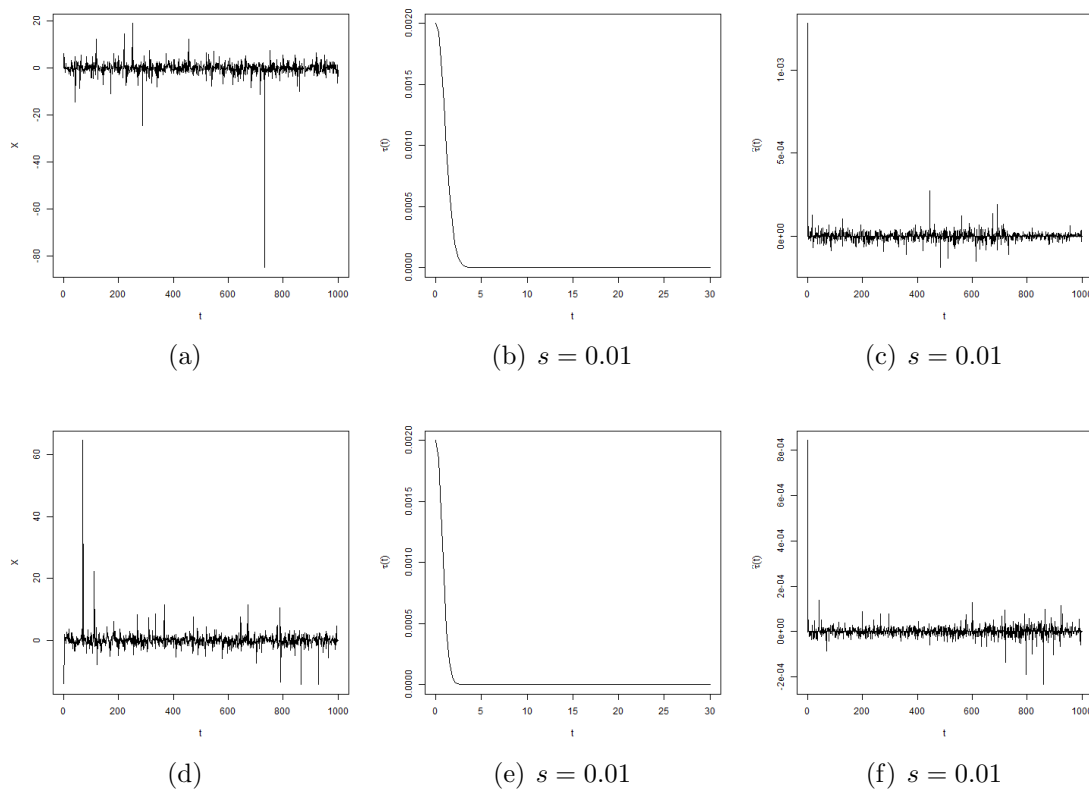 20
0
-20
-40
-60
-80
X
0 200 400 600 800 1000
t
(a)
0.0020
0.0015
0.0010
0.0005
0.0000
τ(t)
0 5 10 15 20 25 30
t
(b) s = 0.01
1e-03
5e-04
0e+00
τ̂(t)
0 200 400 600 800 1000
t
(c) s = 0.01
60
40
20
0
X
0 200 400 600 800 1000
t
(d)
0.0020
0.0015
0.0010
0.0005
0.0000
τ(t)
0 5 10 15 20 25 30
t
(e) s = 0.01
8e-04
6e-04
4e-04
2e-04
0e+00
-2e-04
τ̂(t)
0 200 400 600 800 1000
t
(f) s = 0.01